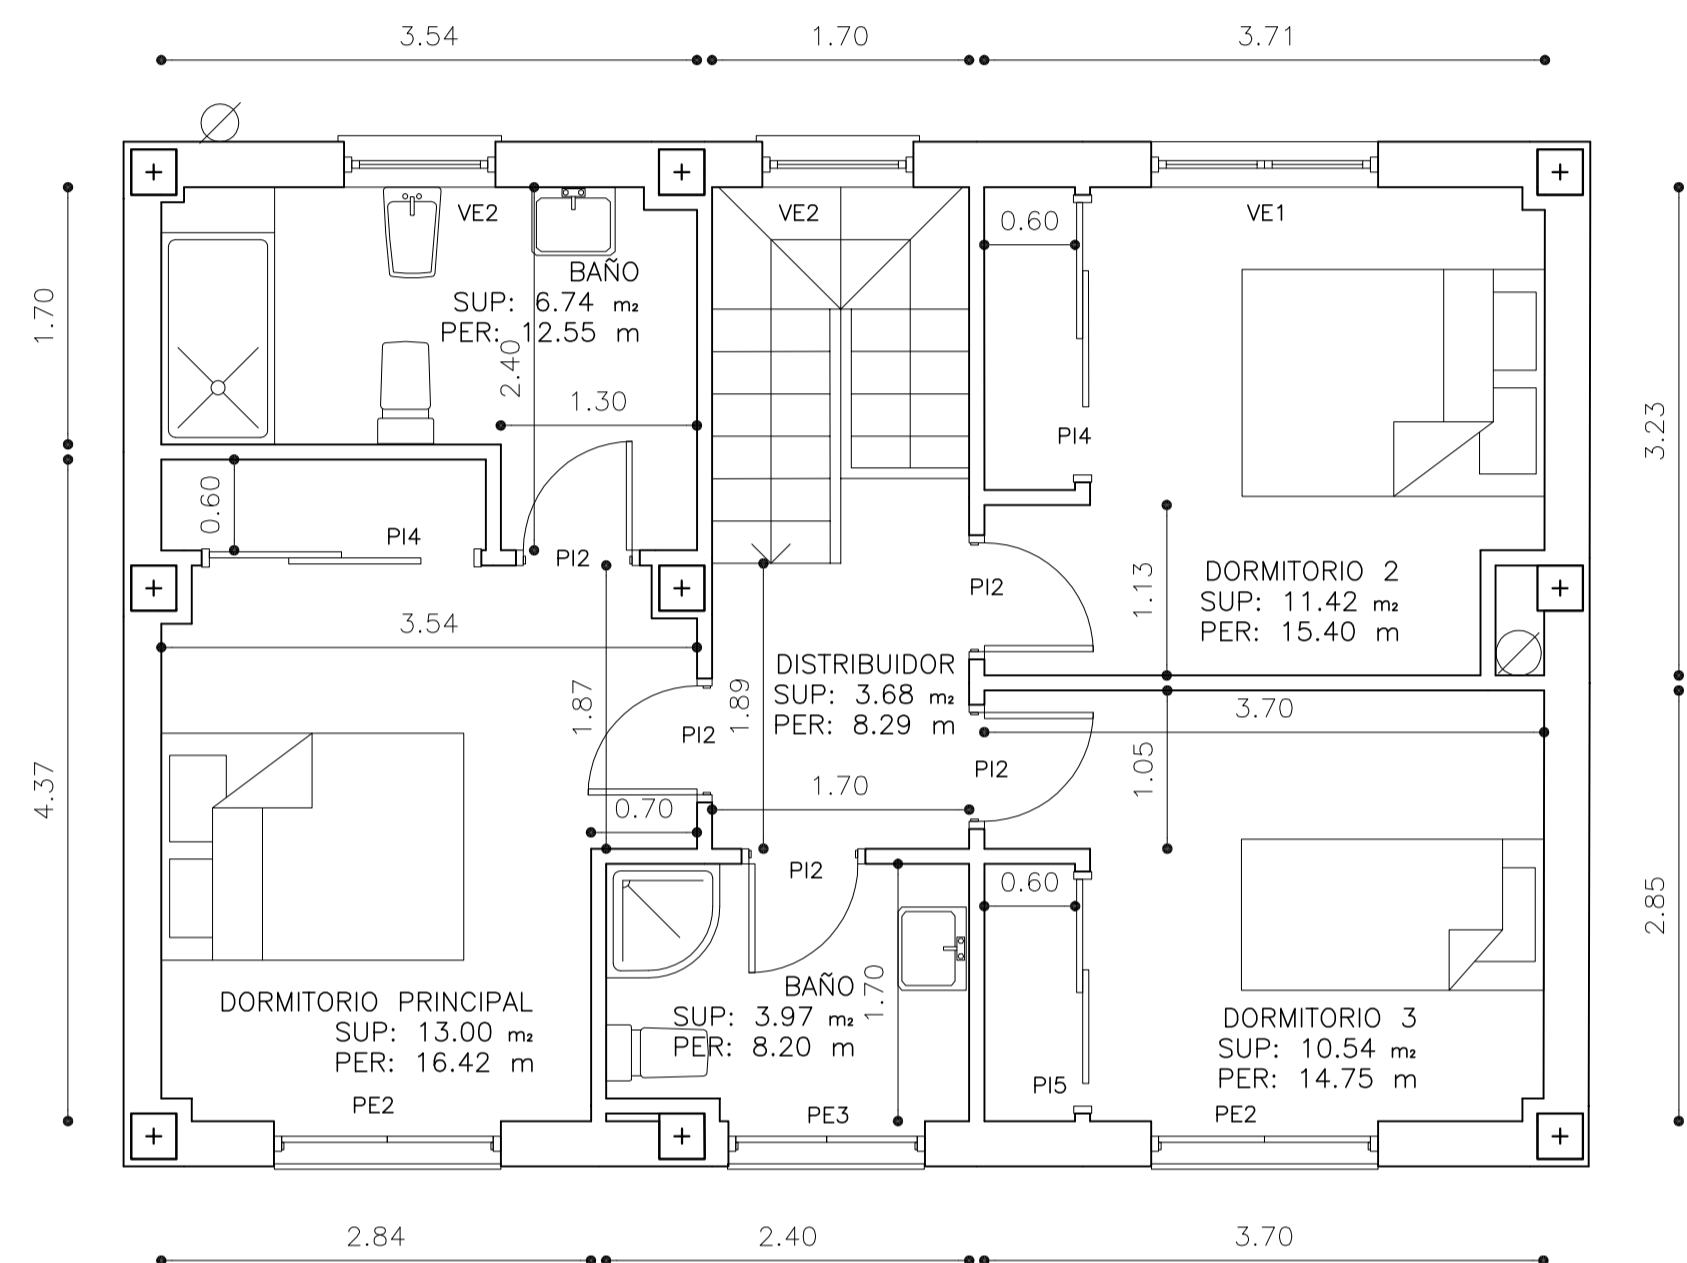 3.54
1.70
3.71
VE2
VE2
0.60
VE1
BAÑO
SUP: 6.74 m²
PER: 12.55 m
1.70
2.40
1.30
PI4
3.23
0.60
PI4
PI2
PI2
1.13
DORMITORIO 2
SUP: 11.42 m²
PER: 15.40 m
3.54
DISTRIBUIDOR
SUP: 3.68 m²
PER: 8.29 m
1.87
1.89
PI2
3.70
PI2
1.05
4.37
1.70
0.70
PI2
0.60
2.85
BAÑO
SUP: 3.97 m²
PER: 8.20 m
1.70
DORMITORIO PRINCIPAL
SUP: 13.00 m²
PER: 16.42 m
DORMITORIO 3
SUP: 10.54 m²
PER: 14.75 m
PI5
PE2
PE3
PE2
2.84
2.40
3.70